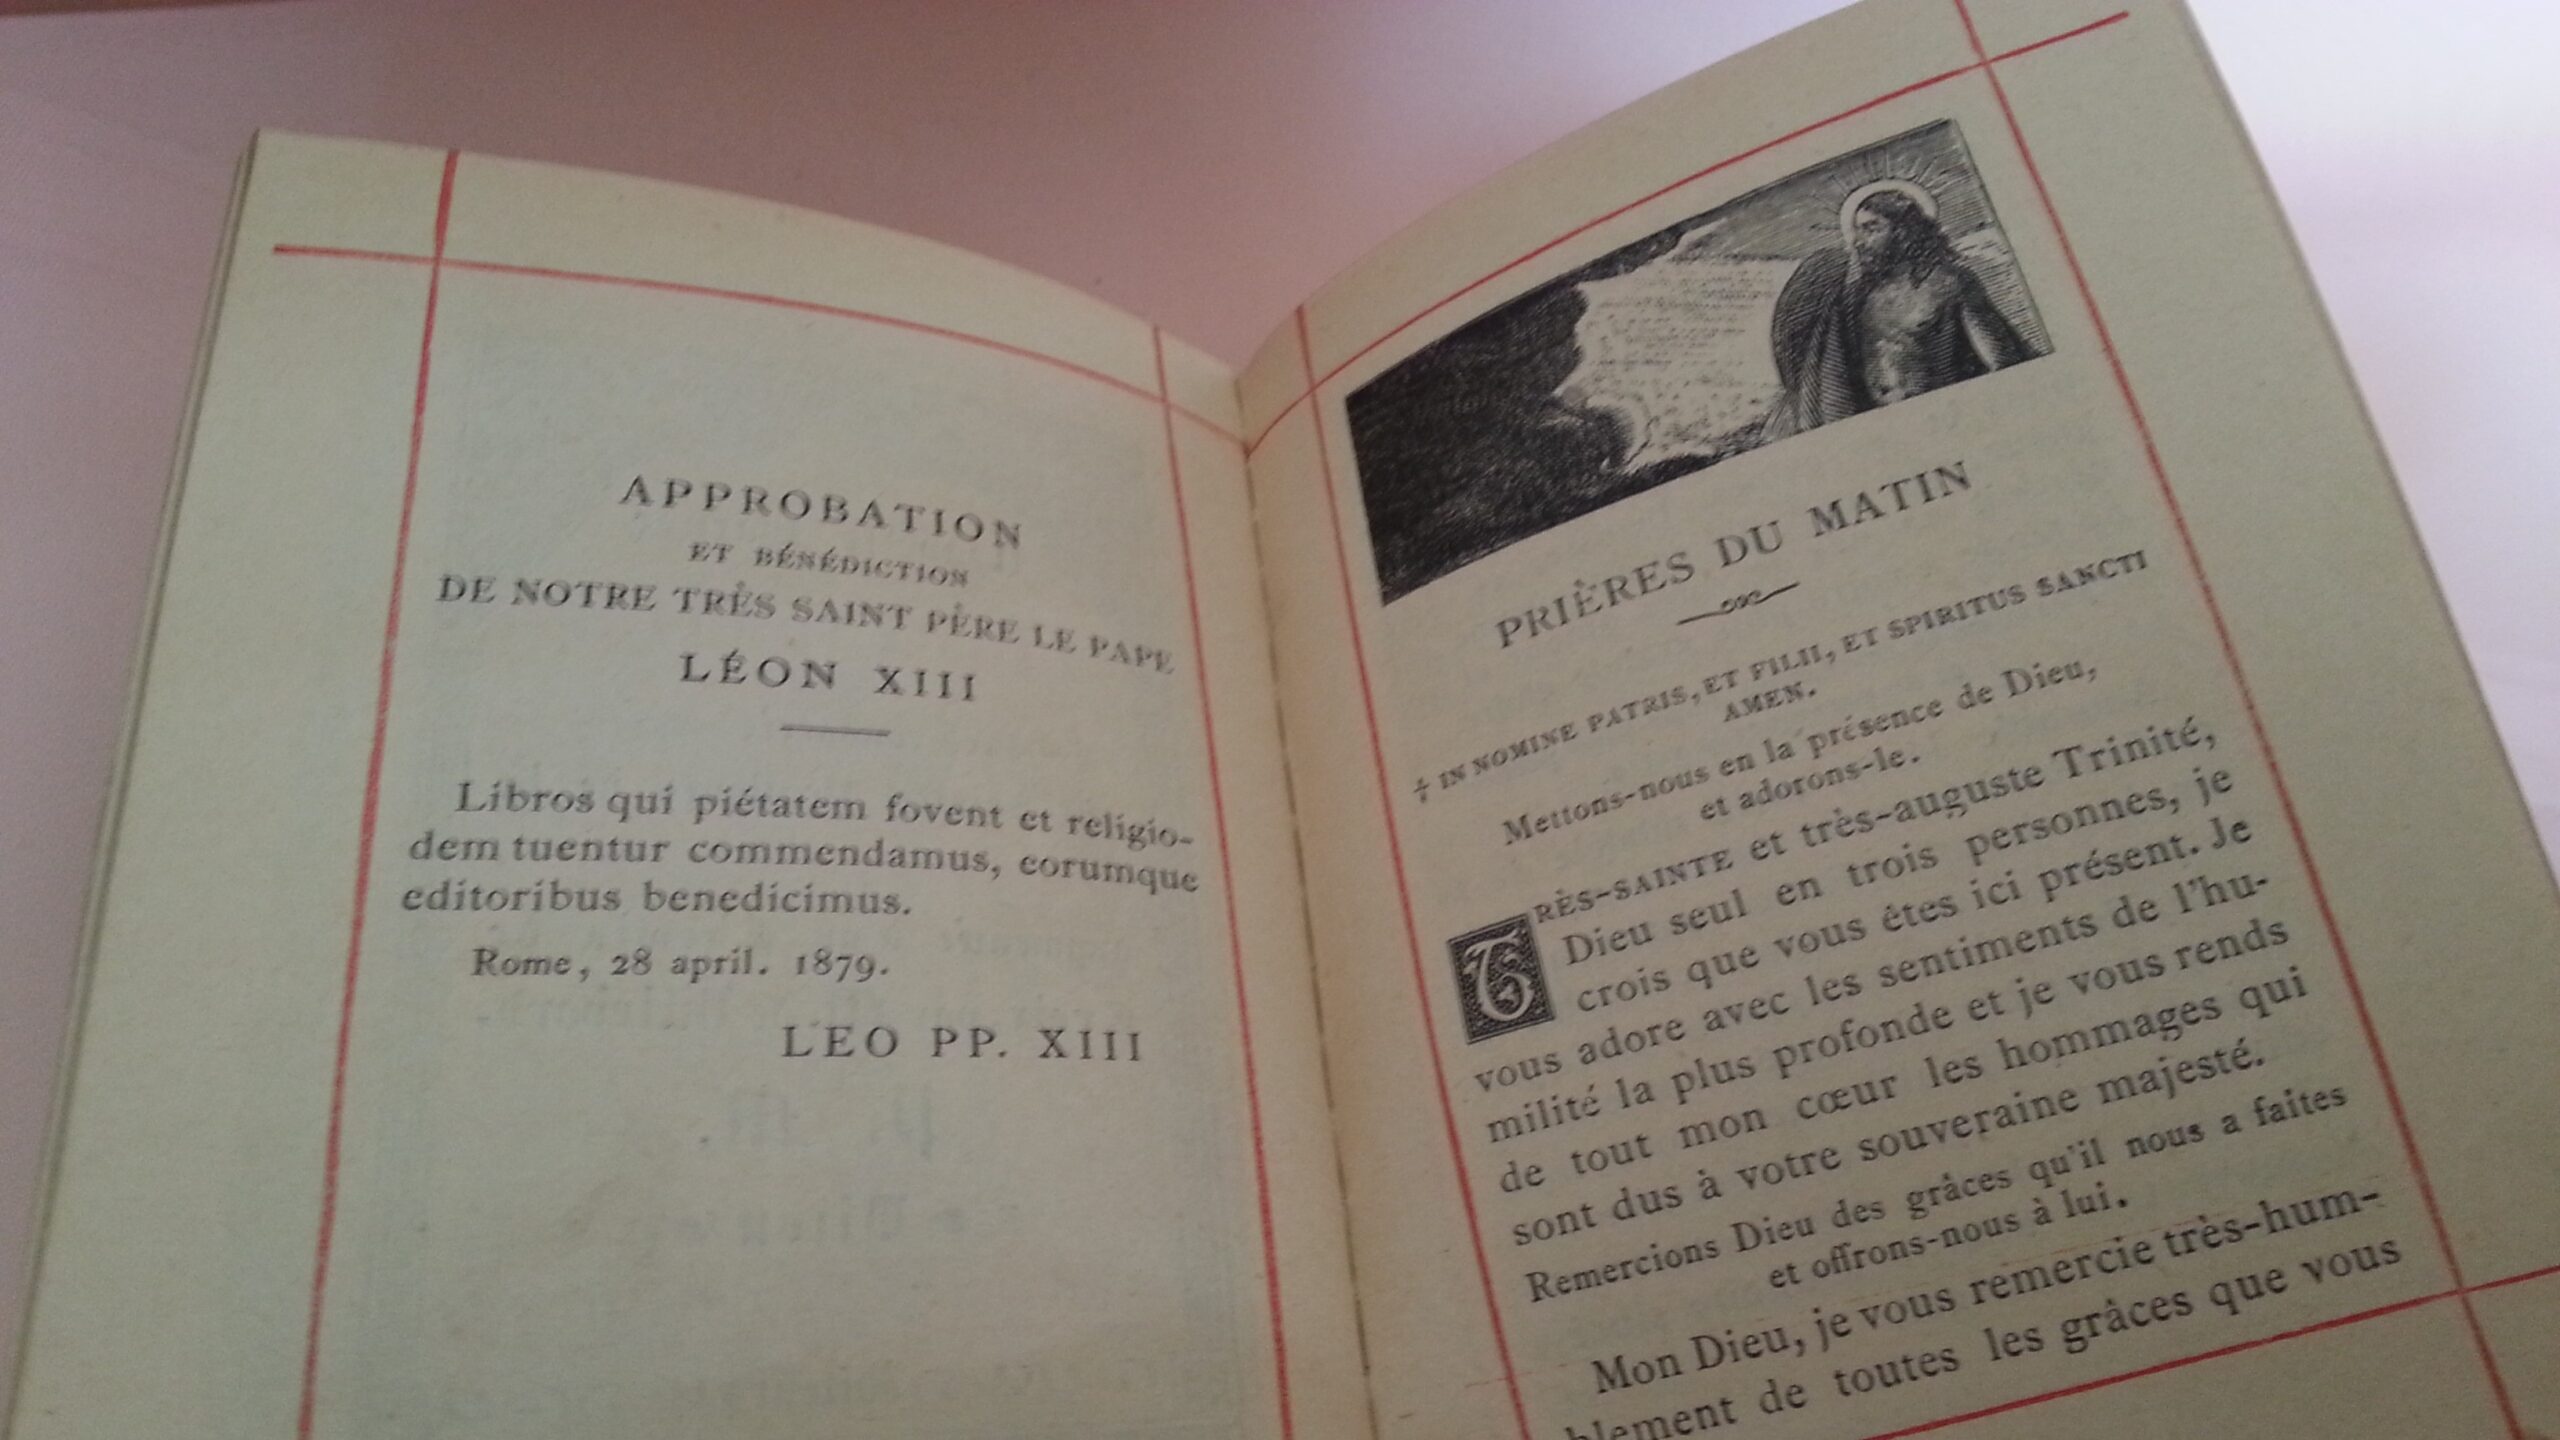 APPROBATION
ET BÉNÉDICTION
DE NOTRE TRÈS SAINT PÈRE LE PAPE
LÉON XIII
Libros qui piétatem fovent et religio-
dem tuentur commendamus, eorumque
editoribus benedicimus.
Rome, 28 april. 1879.
LEO PP. XIII
PRIÈRES DU MATIN
☩ IN NOMINE PATRIS, ET FILII, ET SPIRITUS SANCTI
AMEN.
Mettons-nous en la présence de Dieu,
et adorons-le.
TRÈS-SAINTE et très-auguste Trinité,
Dieu seul en trois personnes, je
crois que vous êtes ici présent. Je
vous adore avec les sentiments de l'hu-
milité la plus profonde et je vous rends
de tout mon cœur les hommages qui
sont dus à votre souveraine majesté.
Remercions Dieu des grâces qu'il nous a faites
et offrons-nous à lui.
Mon Dieu, je vous remercie très-hum-
blement de toutes les grâces que vous